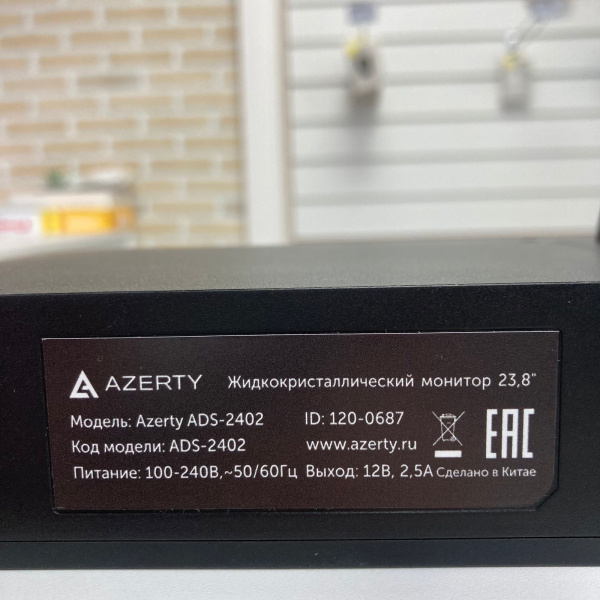 AZERTY Жидкокристаллический монитор 23,8"
Модель: Azerty ADS-2402 ID: 120-0687
Код модели: ADS-2402 www.azerty.ru
EAC
Питание: 100-240В,~50/60Гц Выход: 12В, 2,5А Сделано в Китае